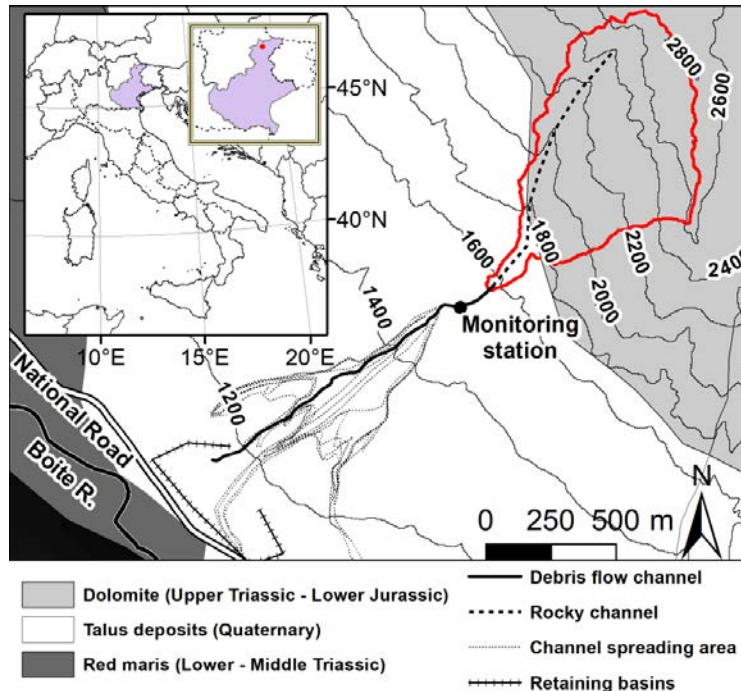 45°N
40°N
10°E
15°E
20°E
2800
2600
1600
1800
2200
2400
2000
1400
Monitoring
station
1200
National Road
Boite R.
N
0 250 500 m
Dolomite (Upper Triassic - Lower Jurassic)
Talus deposits (Quaternary)
Red maris (Lower - Middle Triassic)
Debris flow channel
Rocky channel
Channel spreading area
Retaining basins